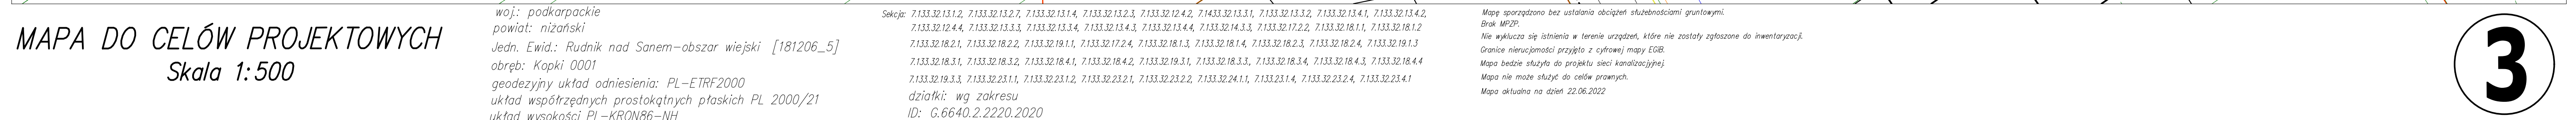 MAPA DO CELÓW PROJEKTOWYCH
Skala 1:500
woj.: podkarpackie
powiat: niżański
Jedn. Ewid.: Rudnik nad Sanem-obszar wiejski [181206_5]
obręb: Kopki 0001
geodezyjny układ odniesienia: PL-ETRF2000
układ współrzędnych prostokątnych płaskich PL 2000/21
układ wysokości PL-KRON86-NH
Sekcja: 7.133.32.13.1.2, 7.133.32.13.2.7, 7.133.32.13.1.4, 7.133.32.13.2.3, 7.133.32.12.4.2, 7.1433.32.13.3.1, 7.133.32.13.3.2, 7.133.32.13.4.1, 7.133.32.13.4.2,
7.133.32.12.4.4, 7.133.32.13.3.3, 7.133.32.13.3.4, 7.133.32.13.4.3, 7.133.32.13.4.4, 7.133.32.14.3.3, 7.133.32.17.2.2, 7.133.32.18.1.1, 7.133.32.18.1.2
7.133.32.18.2.1, 7.133.32.18.2.2, 7.133.32.19.1.1, 7.133.32.17.2.4, 7.133.32.18.1.3, 7.133.32.18.1.4, 7.133.32.18.2.3, 7.133.32.18.2.4, 7.133.32.19.1.3
7.133.32.18.3.1, 7.133.32.18.3.2, 7.133.32.18.4.1, 7.133.32.18.4.2, 7.133.32.19.3.1, 7.133.32.18.3.3., 7.133.32.18.3.4, 7.133.32.18.4.3, 7.133.32.18.4.4
7.133.32.19.3.3, 7.133.32.23.1.1, 7.133.32.23.1.2, 7.133.32.23.2.1, 7.133.32.23.2.2, 7.133.32.24.1.1, 7.133.23.1.4, 7.133.32.23.2.4, 7.133.32.23.4.1
działki: wg zakresu
ID: G.6640.2.2220.2020
Mapę sporządzono bez ustalania obciążeń służebnościami gruntowymi.
Brak MPZP.
Nie wyklucza się istnienia w terenie urządzeń, które nie zostały zgłoszone do inwentaryzacji.
Granice nierucjomości przyjęto z cyfrowej mapy EGIB.
Mapa bedzie służyła do projektu sieci kanalizacjyjnej.
Mapa nie może służyć do celów prawnych.
Mapa aktualna na dzień 22.06.2022
3